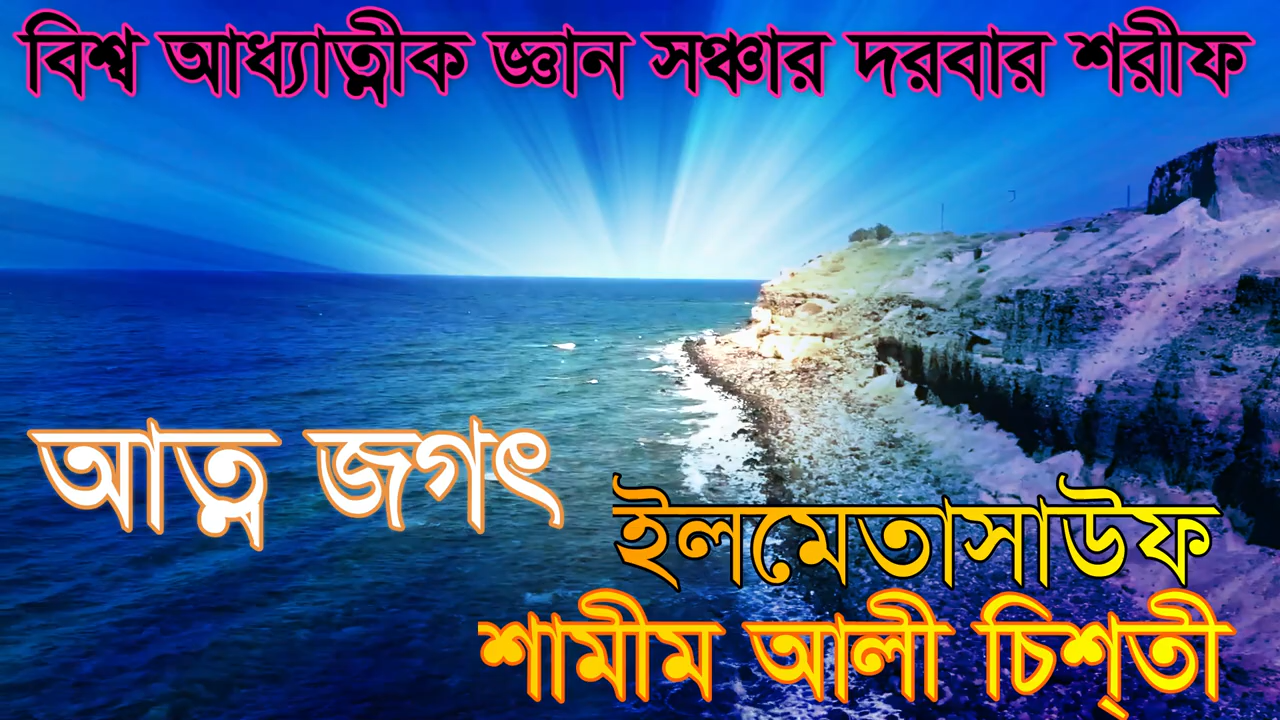 বিশ্ব আধ্যাত্নীক জ্ঞান সঞ্চার দরবার শরীফ
আত্ন জগৎ
ইলমেতাসাউফ
শামীম আলী চিশ্‌তী